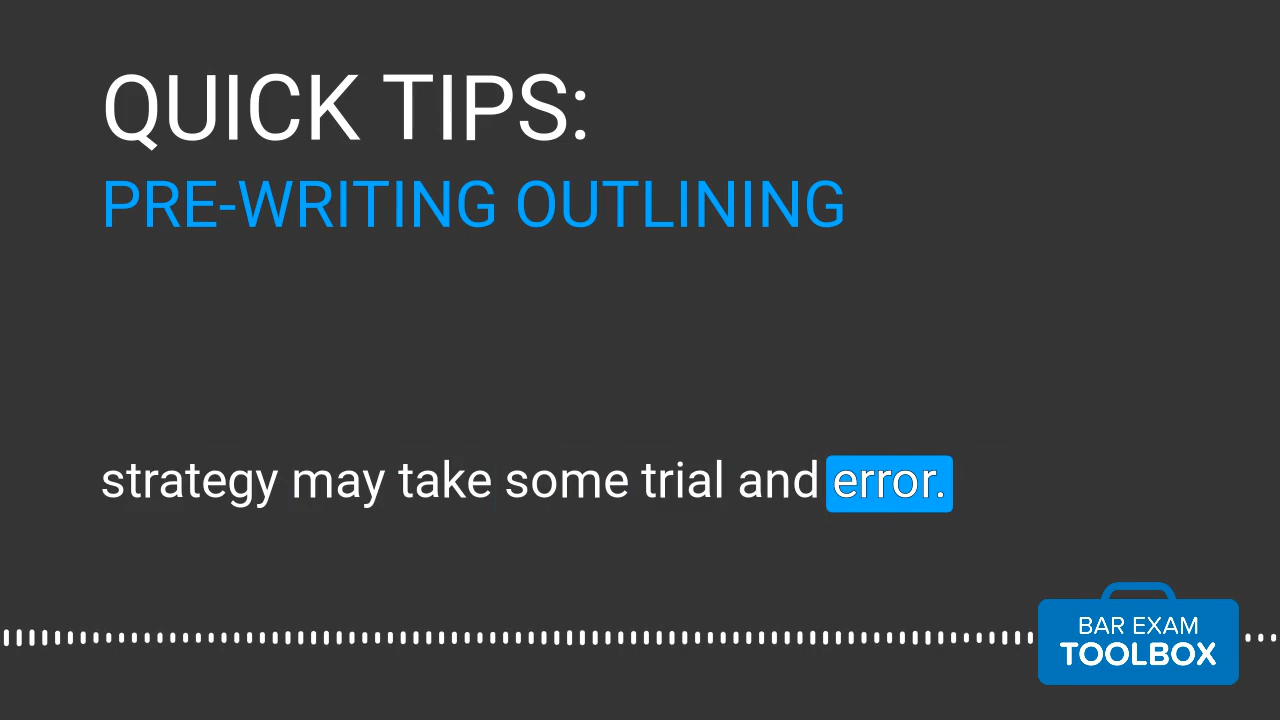 QUICK TIPS:
PRE-WRITING OUTLINING
strategy may take some trial and error.
BAR EXAM
TOOLBOX